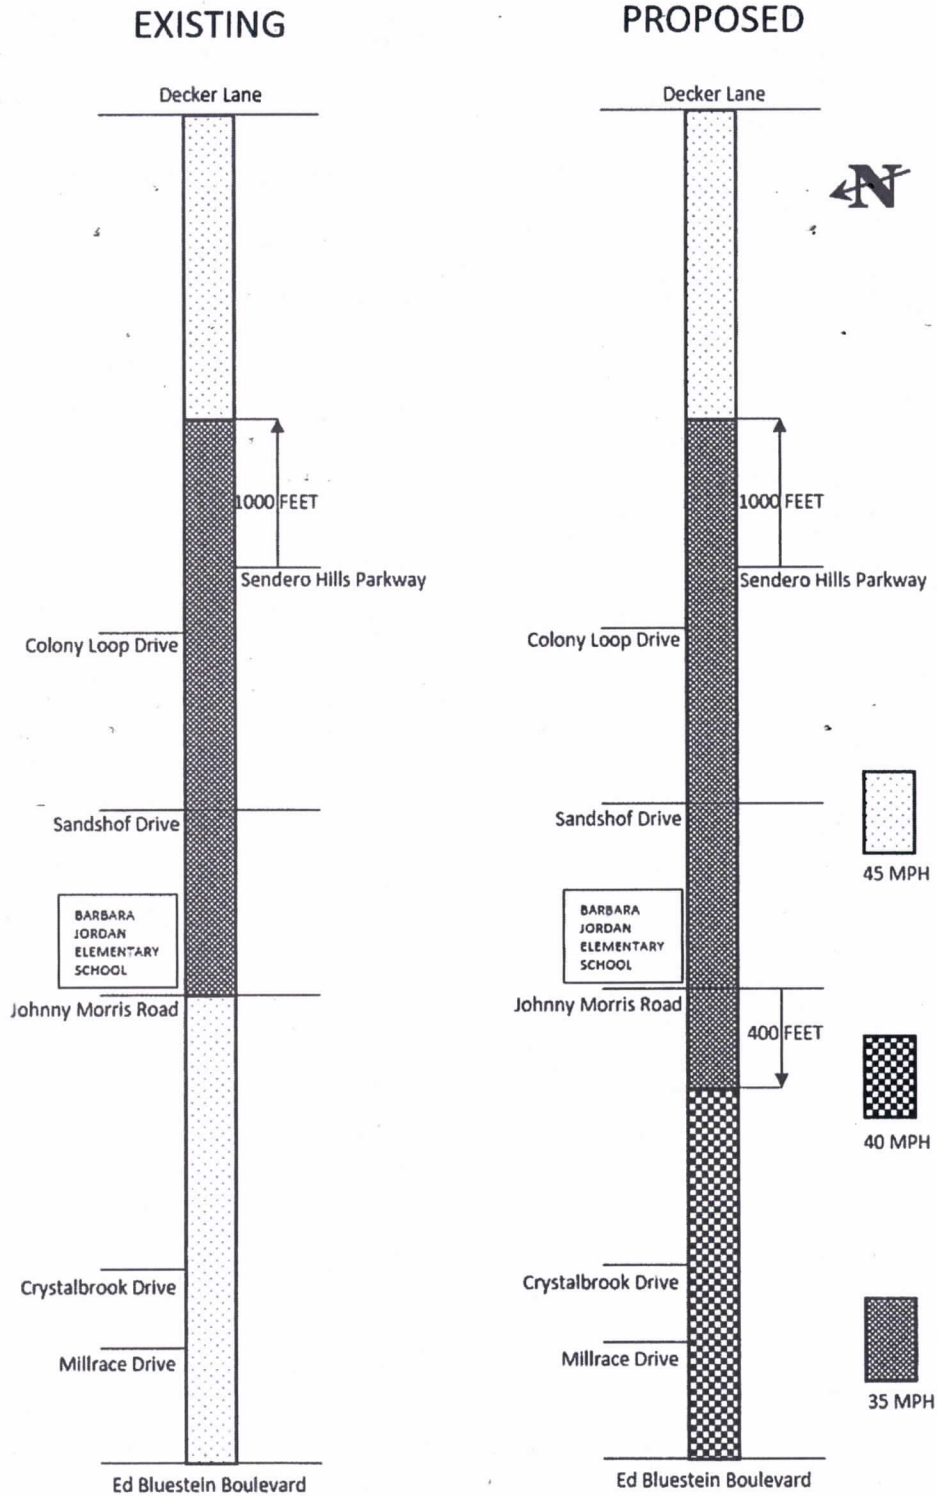 EXISTING
Decker Lane
1000 FEET
Sendero Hills Parkway
Colony Loop Drive
Sandshof Drive
BARBARA
JORDAN
ELEMENTARY
SCHOOL
Johnny Morris Road
Crystalbrook Drive
Millrace Drive
Ed Bluestein Boulevard
PROPOSED
Decker Lane
N
1000 FEET
Sendero Hills Parkway
Colony Loop Drive
Sandshof Drive
BARBARA
JORDAN
ELEMENTARY
SCHOOL
Johnny Morris Road
400 FEET
Crystalbrook Drive
Millrace Drive
Ed Bluestein Boulevard
45 MPH
40 MPH
35 MPH